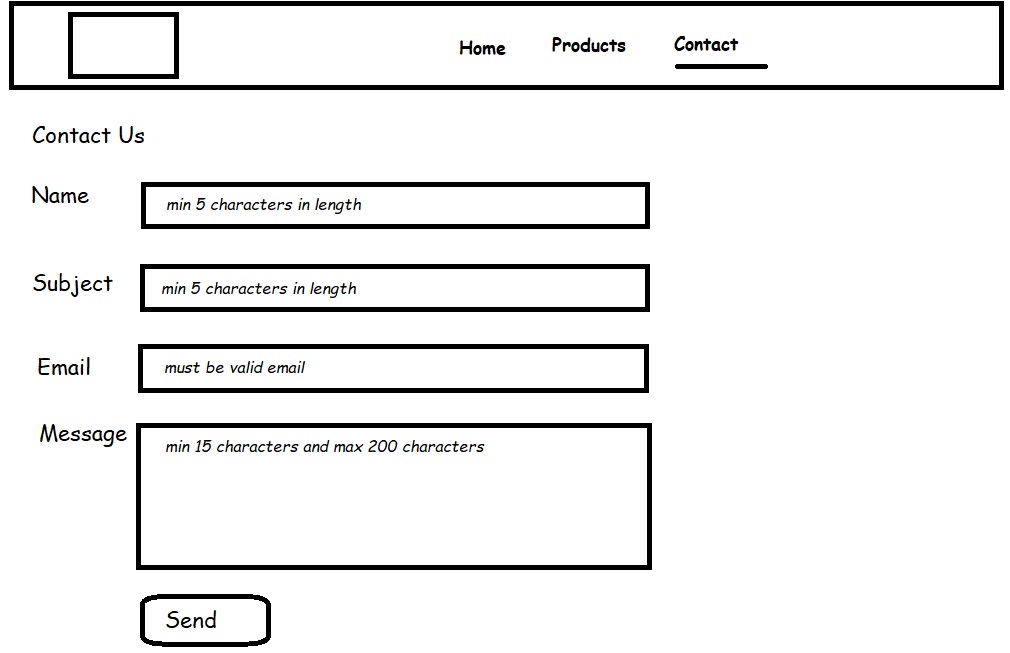 Home Products Contact
Contact Us
Name min 5 characters in length
Subject min 5 characters in length
Email must be valid email
Message min 15 characters and max 200 characters
Send